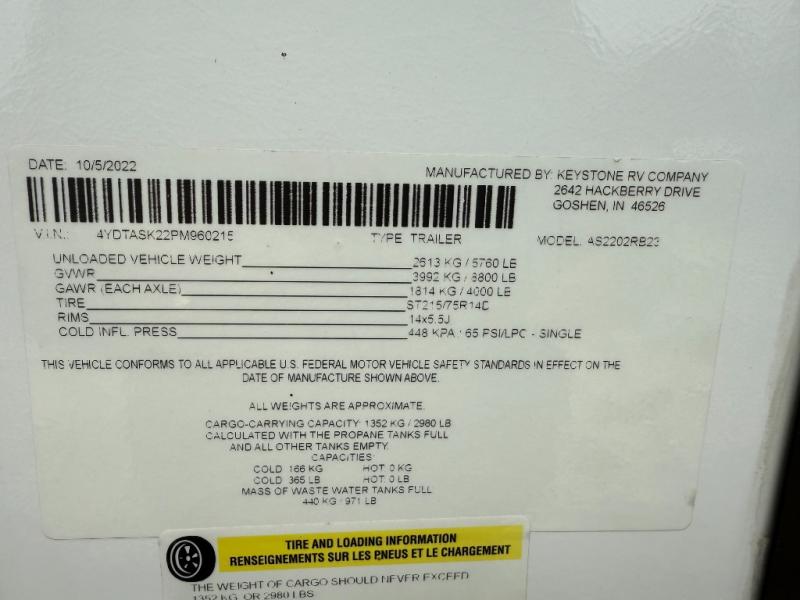 DATE: 10/5/2022
MANUFACTURED BY: KEYSTONE RV COMPANY
2642 HACKBERRY DRIVE
GOSHEN, IN 46526
V.I.N.: 4YDTASK22PM960215 TYPE TRAILER MODEL: AS2202RB23
UNLOADED VEHICLE WEIGHT 2613 KG / 5760 LB
GVWR 3992 KG / 8800 LB
GAWR (EACH AXLE) 1814 KG / 4000 LB
TIRE ST215/75R14D
RIMS 14x5.5J
COLD INFL. PRESS 448 KPA / 65 PSI/LPC - SINGLE
THIS VEHICLE CONFORMS TO ALL APPLICABLE U.S. FEDERAL MOTOR VEHICLE SAFETY STANDARDS IN EFFECT ON THE
DATE OF MANUFACTURE SHOWN ABOVE.
ALL WEIGHTS ARE APPROXIMATE.
CARGO-CARRYING CAPACITY: 1352 KG / 2980 LB
CALCULATED WITH THE PROPANE TANKS FULL
AND ALL OTHER TANKS EMPTY.
CAPACITIES:
COLD 166 KG HOT: 0 KG
COLD 365 LB HOT: 0 LB
MASS OF WASTE WATER TANKS FULL
440 KG / 971 LB
TIRE AND LOADING INFORMATION
RENSEIGNEMENTS SUR LES PNEUS ET LE CHARGEMENT
THE WEIGHT OF CARGO SHOULD NEVER EXCEED
1352 KG. OR 2980 LBS